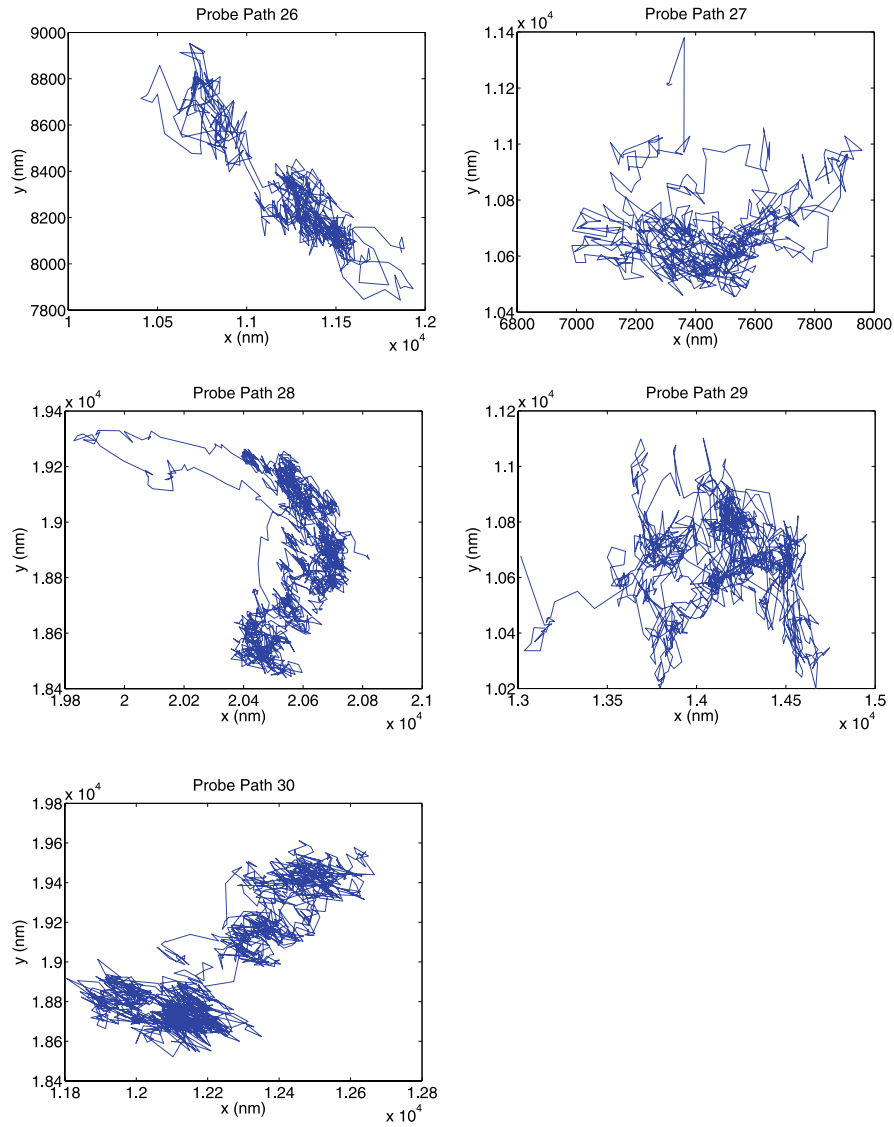 Probe Path 26
9000
8800
8600
8400
8200
8000
7800
y (nm)
1
1.05
1.1
1.15
1.2
x (nm)
x 10^4
Probe Path 27
x 10^4
1.14
1.12
1.1
1.08
1.06
1.04
y (nm)
6800
7000
7200
7400
7600
7800
8000
x (nm)
Probe Path 28
x 10^4
1.94
1.92
1.9
1.88
1.86
1.84
y (nm)
1.98
2
2.02
2.04
2.06
2.08
2.1
x (nm)
x 10^4
Probe Path 29
x 10^4
1.12
1.1
1.08
1.06
1.04
1.02
y (nm)
1.3
1.35
1.4
1.45
1.5
x (nm)
x 10^4
Probe Path 30
x 10^4
1.98
1.96
1.94
1.92
1.9
1.88
1.86
1.84
y (nm)
1.18
1.2
1.22
1.24
1.26
1.28
x (nm)
x 10^4